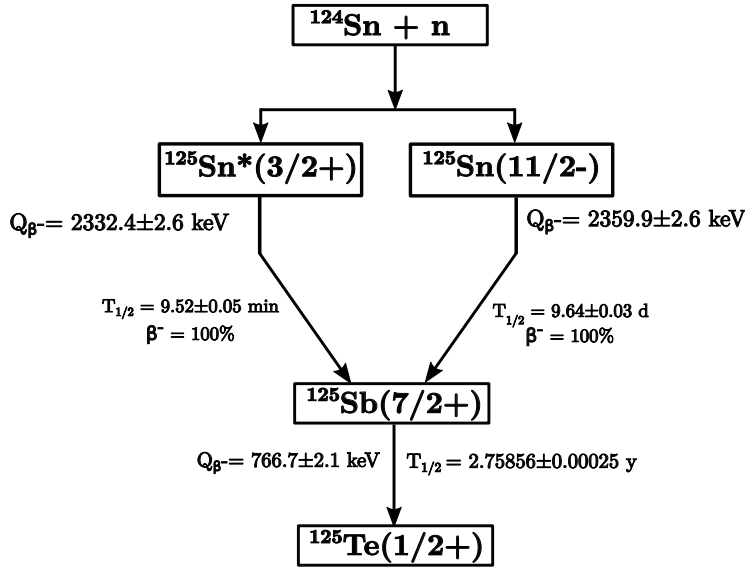 ¹²⁴Sn + n
¹²⁵Sn*(3/2+)
¹²⁵Sn(11/2-)
Qᵦ-= 2332.4±2.6 keV
Qᵦ-= 2359.9±2.6 keV
T₁/₂ = 9.52±0.05 min
β⁻ = 100%
T₁/₂ = 9.64±0.03 d
β⁻ = 100%
¹²⁵Sb(7/2+)
Qᵦ-= 766.7±2.1 keV
T₁/₂ = 2.75856±0.00025 y
¹²⁵Te(1/2+)